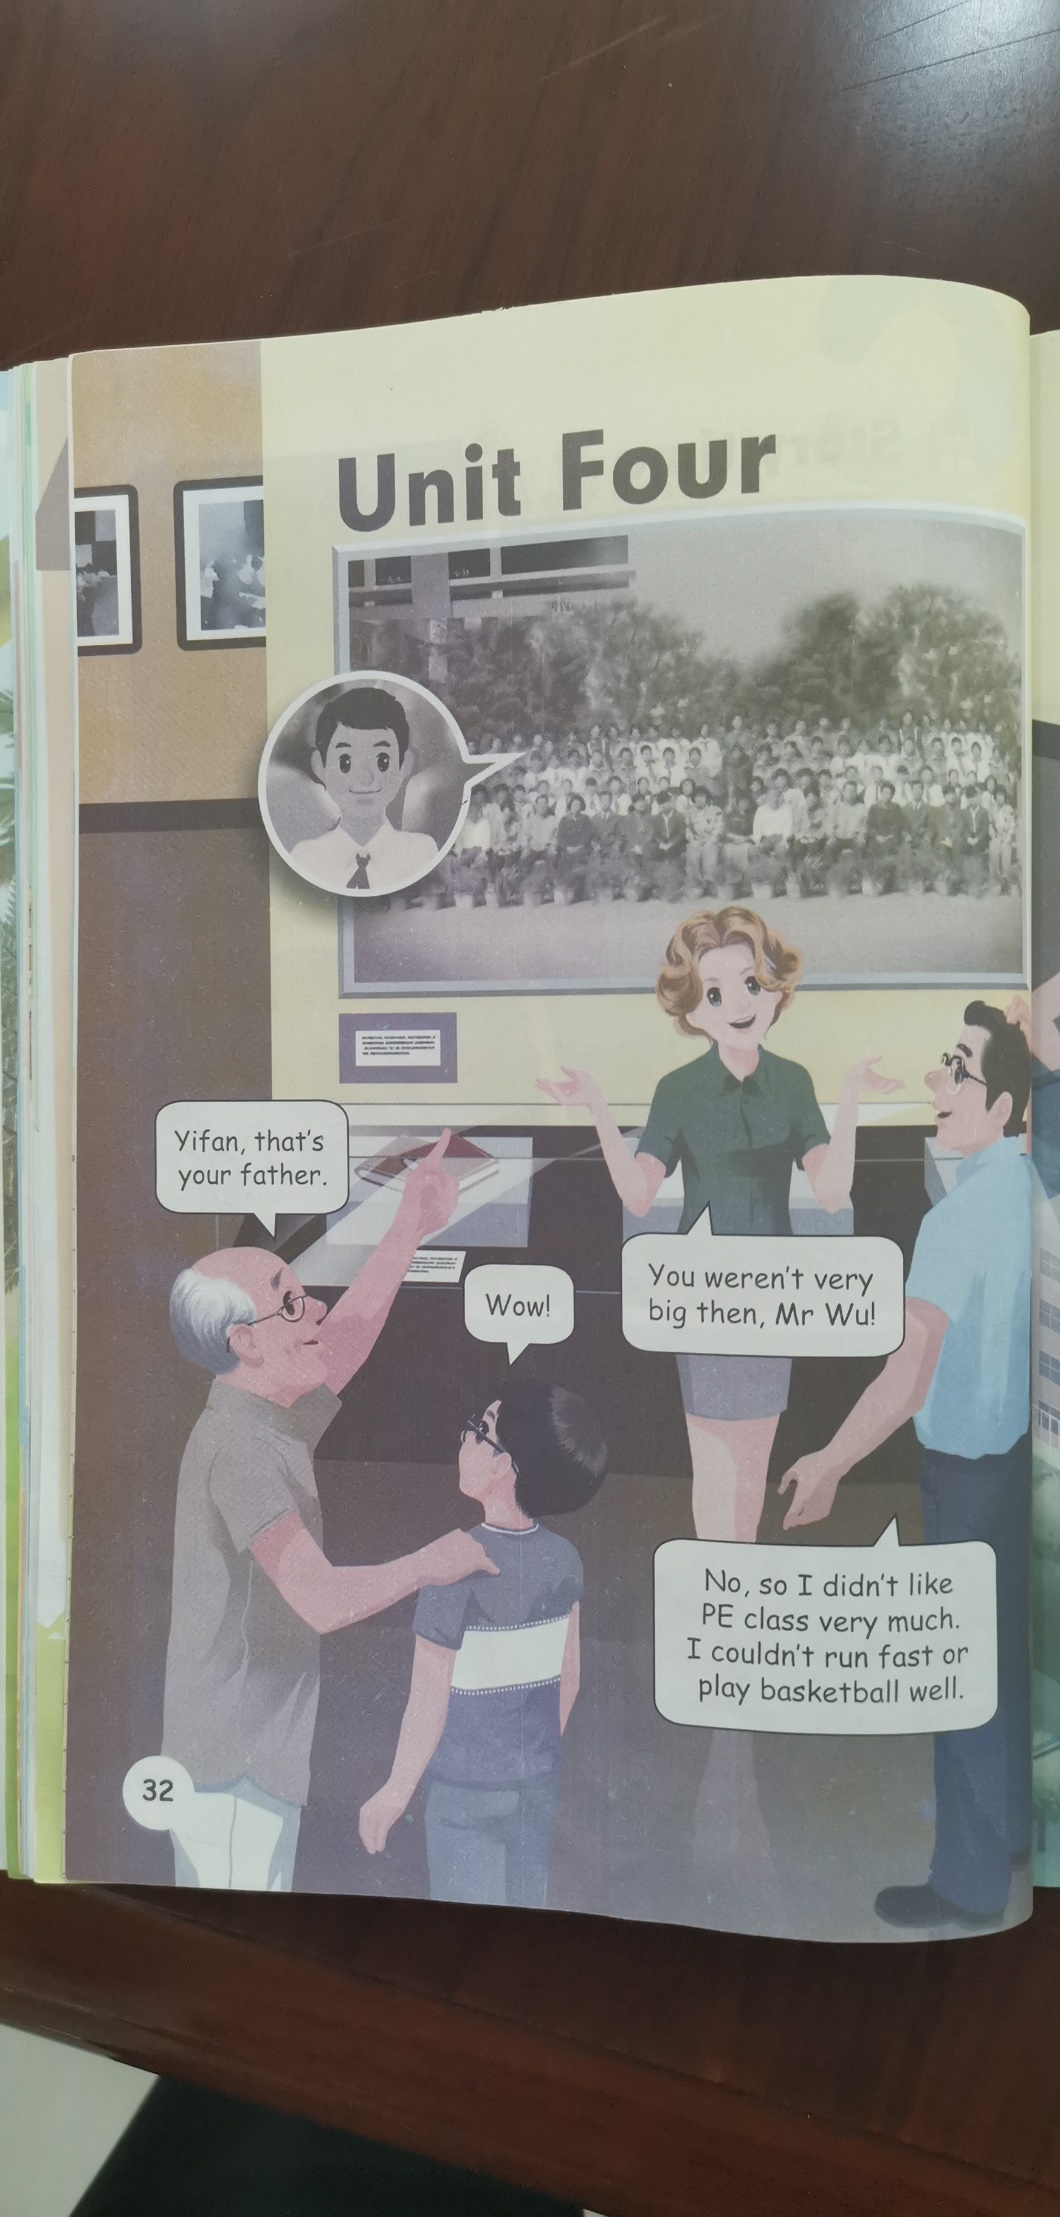 Unit Four
Yifan, that's
your father.
Wow!
You weren't very
big then, Mr Wu!
No, so I didn't like
PE class very much.
I couldn't run fast or
play basketball well.
32